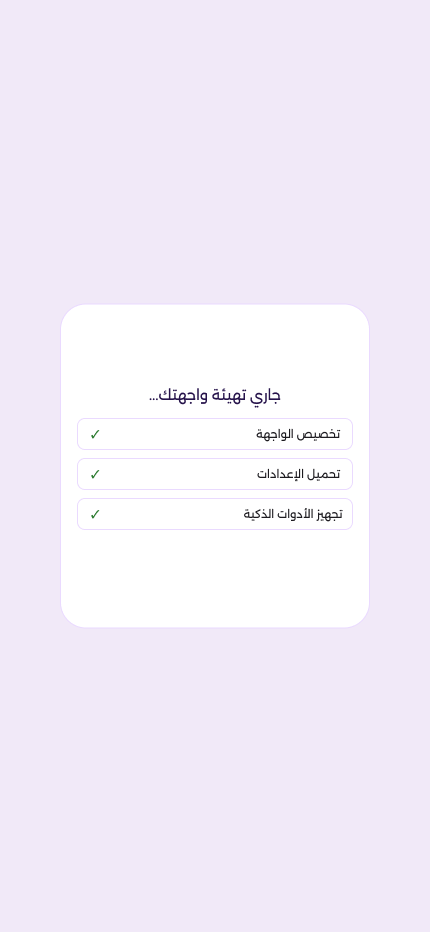 جاري تهيئة واجهتك...
تخصيص الواجهة ✓
تحميل الإعدادات ✓
تجهيز الأدوات الذكية ✓